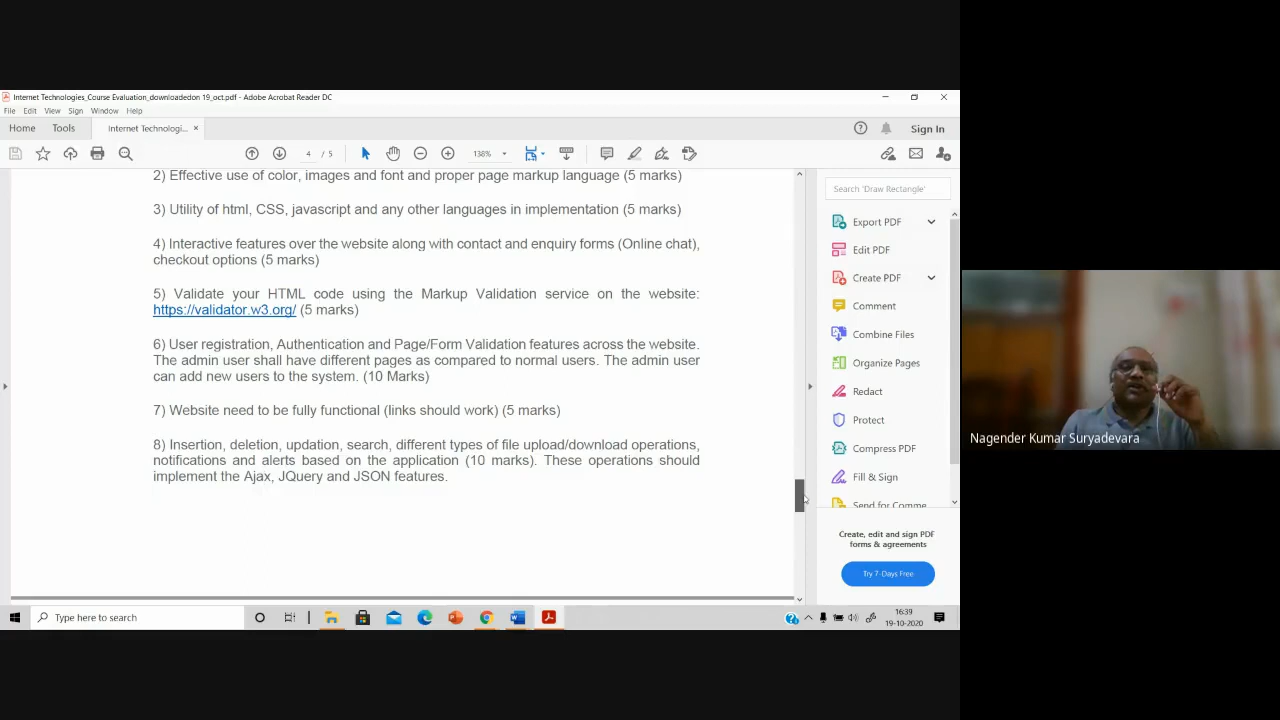 Internet Technologies_Course Evaluation_downloadedon 19_oct.pdf - Adobe Acrobat Reader DC
File Edit View Sign Window Help
Home Tools Internet Technologi... × Sign In
4 / 5 138%
2) Effective use of color, images and font and proper page markup language (5 marks)
3) Utility of html, CSS, javascript and any other languages in implementation (5 marks)
4) Interactive features over the website along with contact and enquiry forms (Online chat),
checkout options (5 marks)
5) Validate your HTML code using the Markup Validation service on the website:
https://validator.w3.org/ (5 marks)
6) User registration, Authentication and Page/Form Validation features across the website.
The admin user shall have different pages as compared to normal users. The admin user
can add new users to the system. (10 Marks)
7) Website need to be fully functional (links should work) (5 marks)
8) Insertion, deletion, updation, search, different types of file upload/download operations,
notifications and alerts based on the application (10 marks). These operations should
implement the Ajax, JQuery and JSON features.
Search 'Draw Rectangle'
Export PDF
Edit PDF
Create PDF
Comment
Combine Files
Organize Pages
Redact
Protect
Compress PDF
Fill & Sign
Send for Comme
Create, edit and sign PDF
forms & agreements
Try 7-Days Free
Nagender Kumar Suryadevara
Type here to search
16:39
19-10-2020